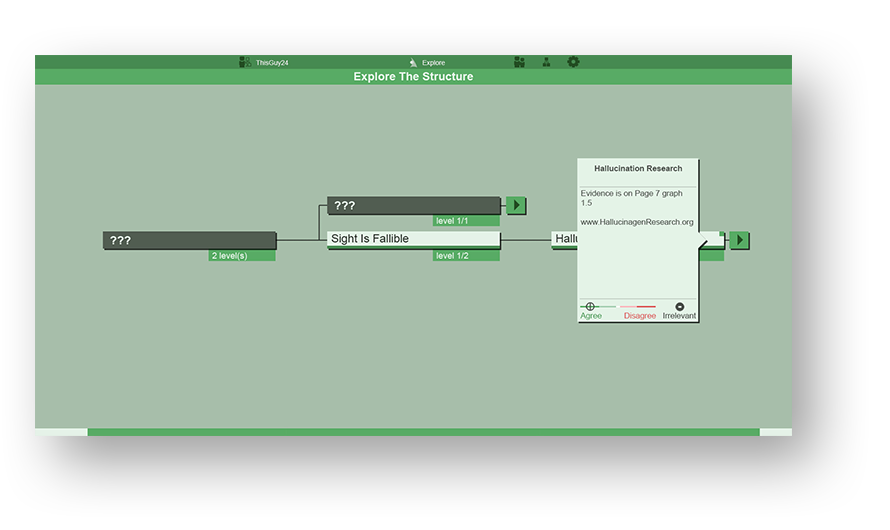 ThisGuy24
Explore
Explore The Structure
Hallucination Research
Evidence is on Page 7 graph
1.5
www.HallucinagenResearch.org
???
level 1/1
???
2 level(s)
Sight Is Fallible
level 1/2
Hallu
Agree
Disagree
Irrelevant